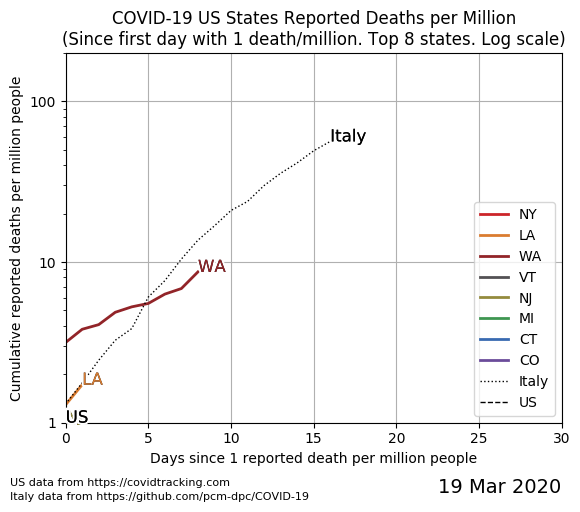 COVID-19 US States Reported Deaths per Million
(Since first day with 1 death/million. Top 8 states. Log scale)
Cumulative reported deaths per million people
100
10
1
Italy
WA
LA
US
NY
LA
WA
VT
NJ
MI
CT
CO
Italy
US
0 5 10 15 20 25 30
Days since 1 reported death per million people
US data from https://covidtracking.com
Italy data from https://github.com/pcm-dpc/COVID-19
19 Mar 2020